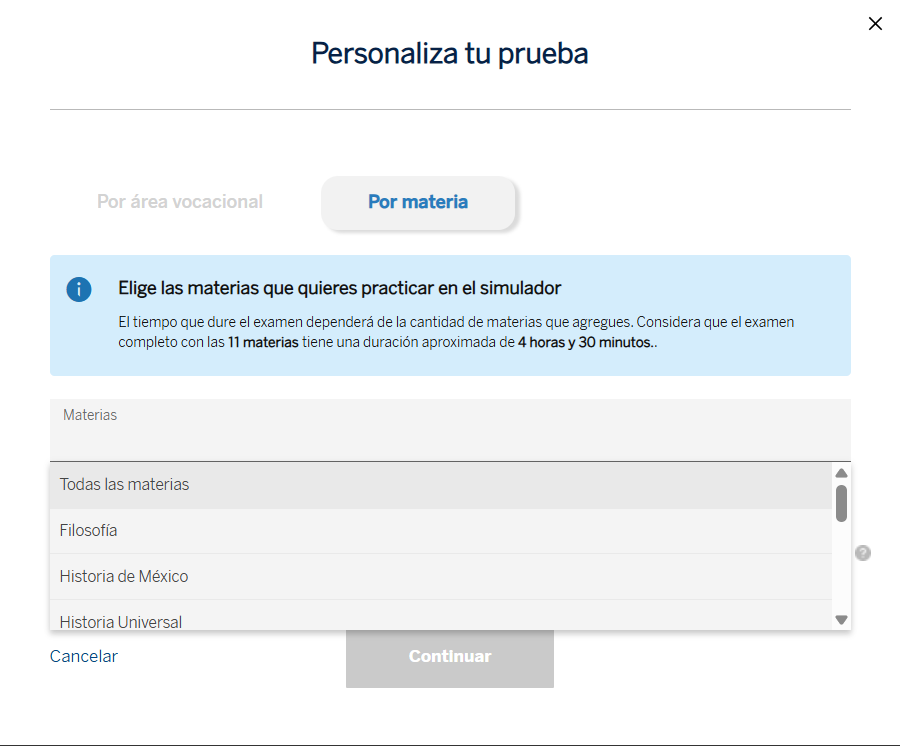 Personaliza tu prueba
Por área vocacional
Por materia
Elige las materias que quieres practicar en el simulador
El tiempo que dure el examen dependerá de la cantidad de materias que agregues. Considera que el examen
completo con las 11 materias tiene una duración aproximada de 4 horas y 30 minutos..
Materias
Todas las materias
Filosofía
Historia de México
Historia Universal
Cancelar
Continuar